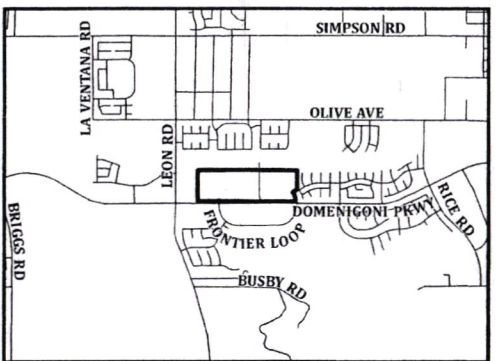 SIMPSON RD
LA VENTANA RD
OLIVE AVE
LEON RD
DOMENIGONI PKWY
RICE RD
FRONTIER LOOP
BRIGGS RD
BUSBY RD